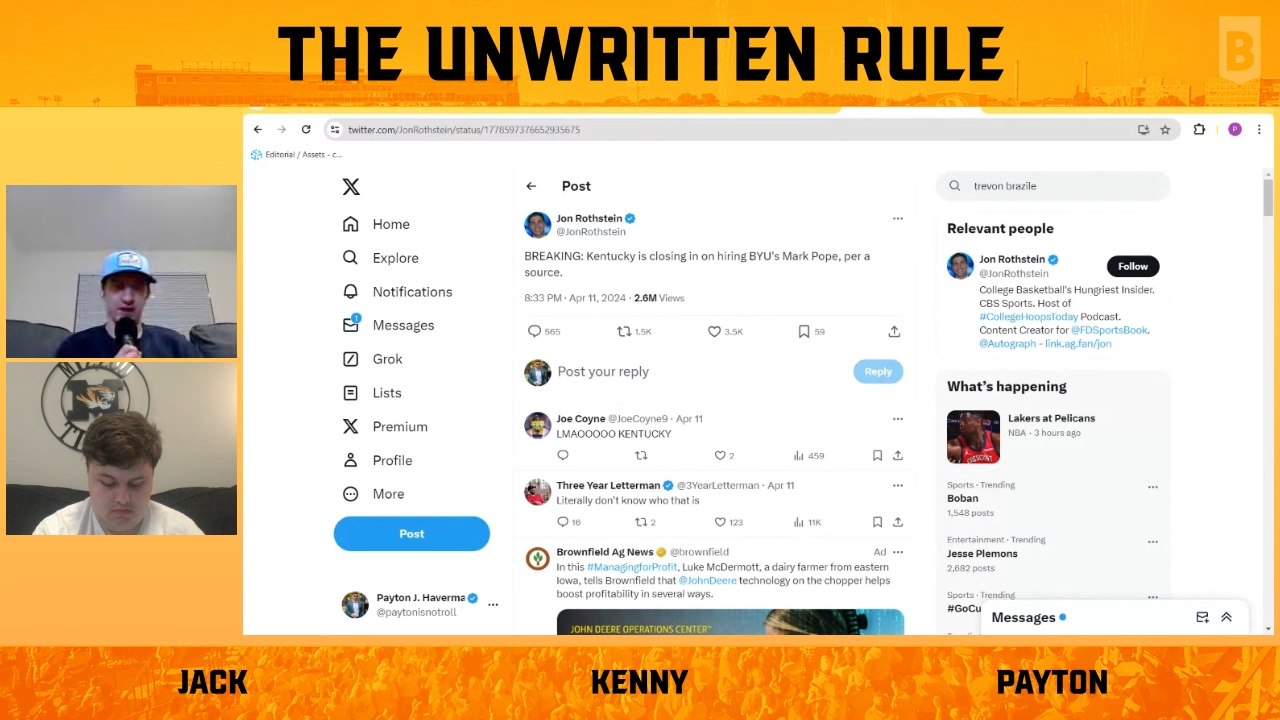 THE UNWRITTEN RULE
B
twitter.com/JonRothstein/status/1778597376652935675
P
Editorial / Assets - c...
X
Home
Explore
Notifications
1
Messages
Grok
Lists
Premium
Profile
More
Post
Payton J. Haverma
@paytonisnotroll
Post
Jon Rothstein
@JonRothstein
BREAKING: Kentucky is closing in on hiring BYU's Mark Pope, per a
source.
8:33 PM · Apr 11, 2024 · 2.6M Views
565 1.5K 3.5K 59
Post your reply
Reply
Joe Coyne @JoeCoyne9 · Apr 11
LMAOOOOO KENTUCKY
2 459
Three Year Letterman @3YearLetterman · Apr 11
Literally don't know who that is
16 2 123 11K
Brownfield Ag News @brownfield Ad
In this #ManagingforProfit, Luke McDermott, a dairy farmer from eastern
Iowa, tells Brownfield that @JohnDeere technology on the chopper helps
boost profitability in several ways.
JOHN DEERE OPERATIONS CENTER™
trevon brazile
Relevant people
Jon Rothstein
@JonRothstein
Follow
College Basketball's Hungriest Insider.
CBS Sports. Host of
#CollegeHoopsToday Podcast.
Content Creator for @FDSportsBook.
@Autograph - link.ag.fan/jon
What's happening
Lakers at Pelicans
NBA · 3 hours ago
Sports · Trending
Boban
1,548 posts
Entertainment · Trending
Jesse Plemons
2,682 posts
Sports · Trending
Messages
JACK KENNY PAYTON